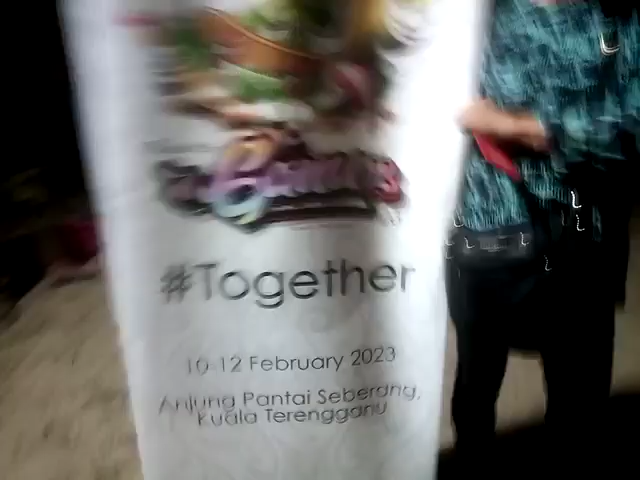 #Together
10-12 February 2023
Anjung Pantai Seberang,
Kuala Terengganu